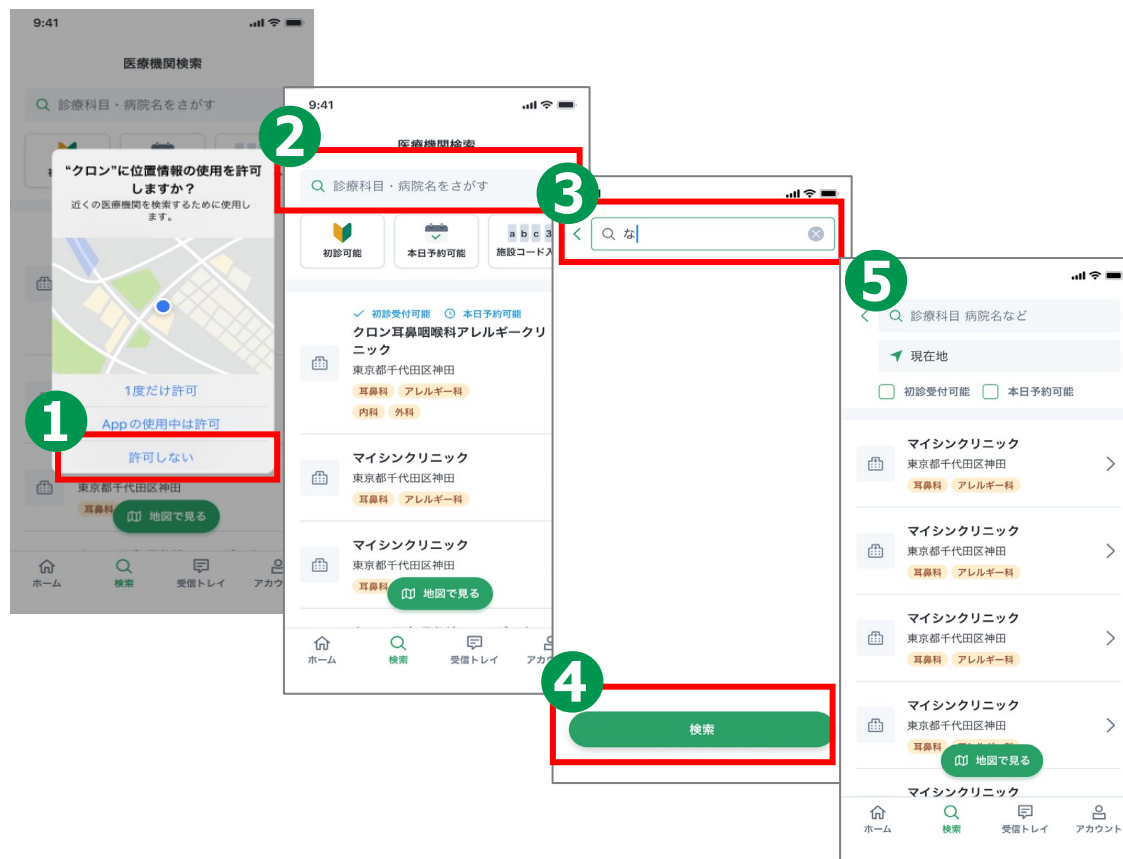 1
9:41
医療機関検索
診療科目・病院名をさがす
“クロン”に位置情報の使用を許可
しますか？
近くの医療機関を検索するために使用し
ます。
1度だけ許可
Appの使用中は許可
許可しない
東京都千代田区神田
耳鼻科
地図で見る
ホーム
検索
受信トレイ
アカウ
2
9:41
医療機関検索
診療科目・病院名をさがす
初診可能
本日予約可能
a b c 3
施設コード入
初診受付可能 本日予約可能
クロン耳鼻咽喉科アレルギークリ
ニック
東京都千代田区神田
耳鼻科 アレルギー科
内科 外科
マイシンクリニック
東京都千代田区神田
耳鼻科 アレルギー科
マイシンクリニック
東京都千代田区神田
耳鼻科
地図で見る
ホーム
検索
受信トレイ
アカウ
3
な
4
検索
5
診療科目 病院名など
現在地
初診受付可能 本日予約可能
マイシンクリニック
東京都千代田区神田
耳鼻科 アレルギー科
マイシンクリニック
東京都千代田区神田
耳鼻科 アレルギー科
マイシンクリニック
東京都千代田区神田
耳鼻科 アレルギー科
マイシンクリニック
東京都千代田区神田
耳鼻科
地図で見る
マイシンクリニック
ホーム
検索
受信トレイ
アカウント